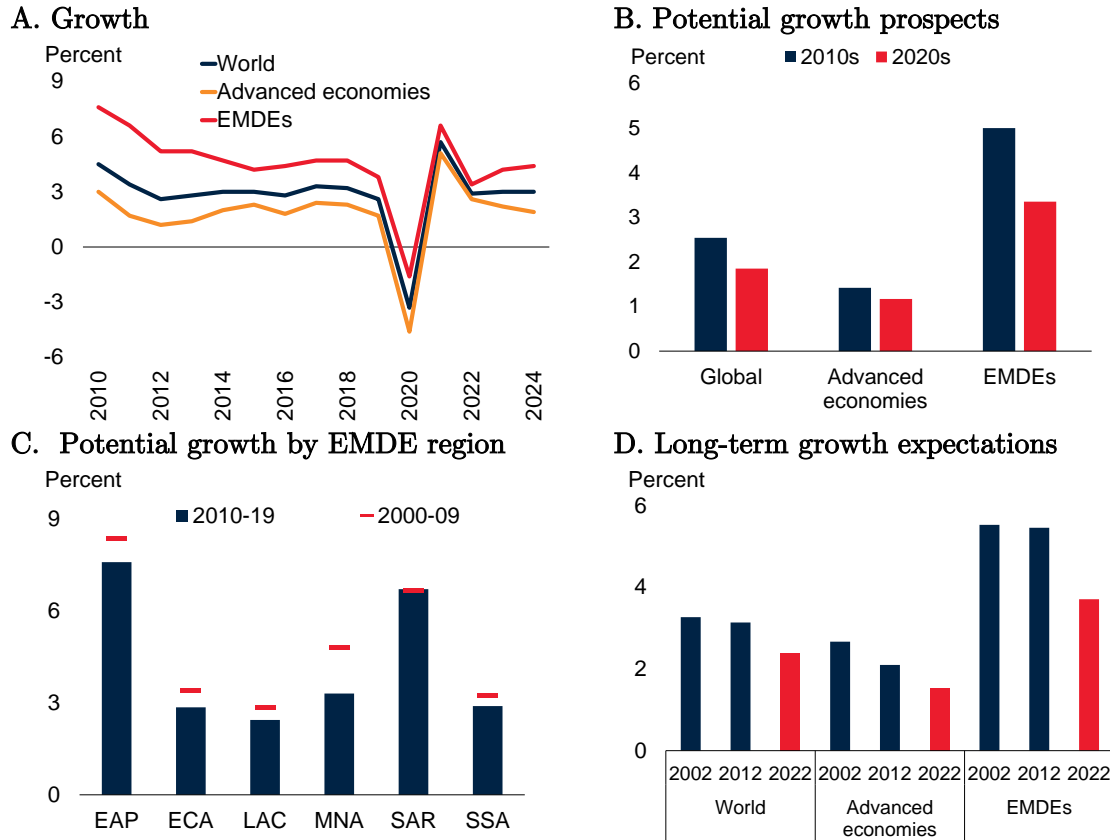 A. Growth
Percent
World
Advanced economies
EMDEs
9
6
3
0
-3
-6
2010
2012
2014
2016
2018
2020
2022
2024
B. Potential growth prospects
Percent
2010s
2020s
6
5
4
3
2
1
0
Global
Advanced
economies
EMDEs
C. Potential growth by EMDE region
Percent
2010-19
2000-09
9
6
3
0
EAP ECA LAC MNA SAR SSA
D. Long-term growth expectations
Percent
6
4
2
0
2002 2012 2022 2002 2012 2022 2002 2012 2022
World
Advanced
economies
EMDEs